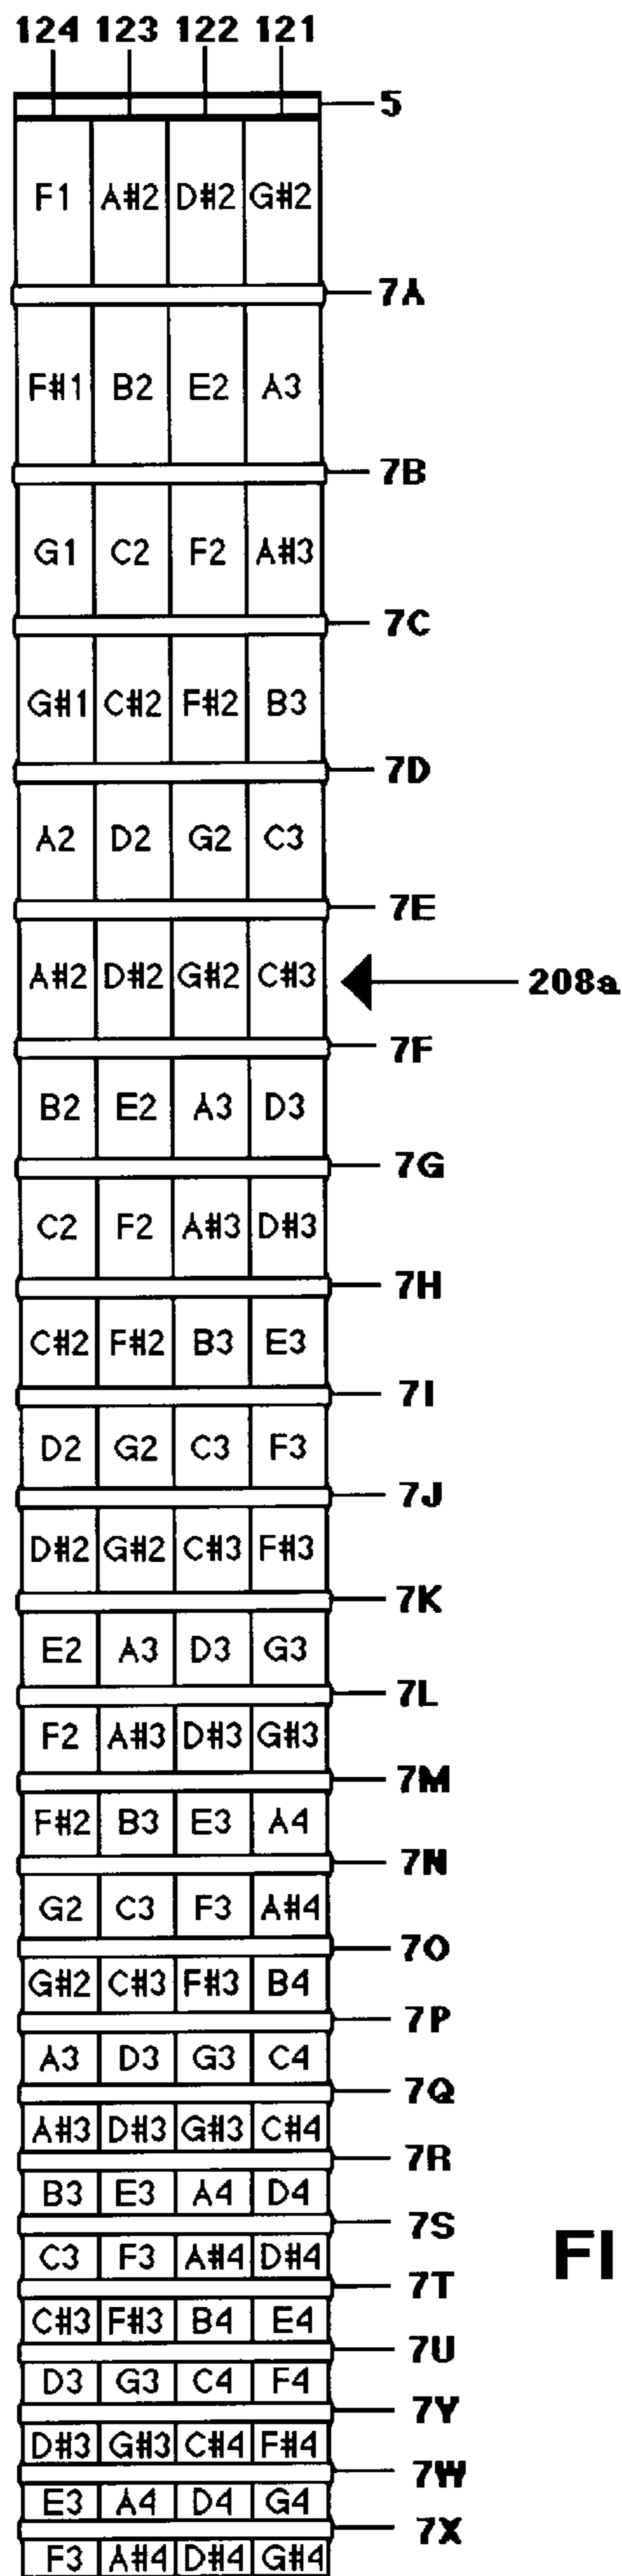 124 123 122 121
5
F1 A#2 D#2 G#2
7A
F#1 B2 E2 A3
7B
G1 C2 F2 A#3
7C
G#1 C#2 F#2 B3
7D
A2 D2 G2 C3
7E
A#2 D#2 G#2 C#3
208a
7F
B2 E2 A3 D3
7G
C2 F2 A#3 D#3
7H
C#2 F#2 B3 E3
7I
D2 G2 C3 F3
7J
D#2 G#2 C#3 F#3
7K
E2 A3 D3 G3
7L
F2 A#3 D#3 G#3
7M
F#2 B3 E3 A4
7N
G2 C3 F3 A#4
7O
G#2 C#3 F#3 B4
7P
A3 D3 G3 C4
7Q
A#3 D#3 G#3 C#4
7R
B3 E3 A4 D4
7S
C3 F3 A#4 D#4
7T
C#3 F#3 B4 E4
7U
D3 G3 C4 F4
7Y
D#3 G#3 C#4 F#4
7W
E3 A4 D4 G4
7X
F3 A#4 D#4 G#4
FI